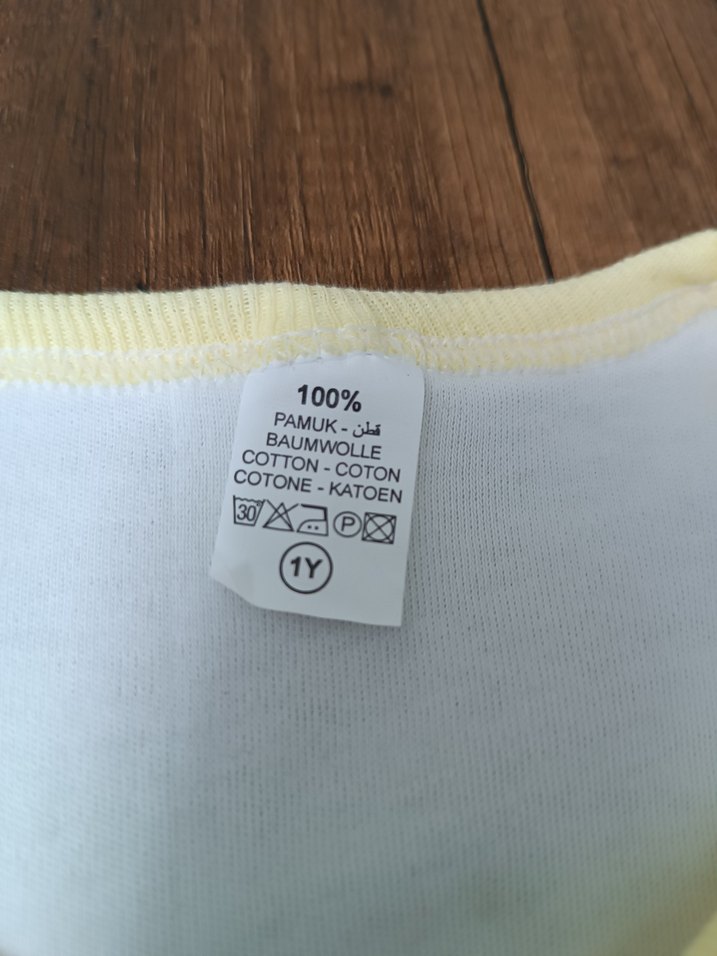 100%
PAMUK - قطن
BAUMWOLLE
COTTON - COTON
COTONE - KATOEN
30 P
1Y